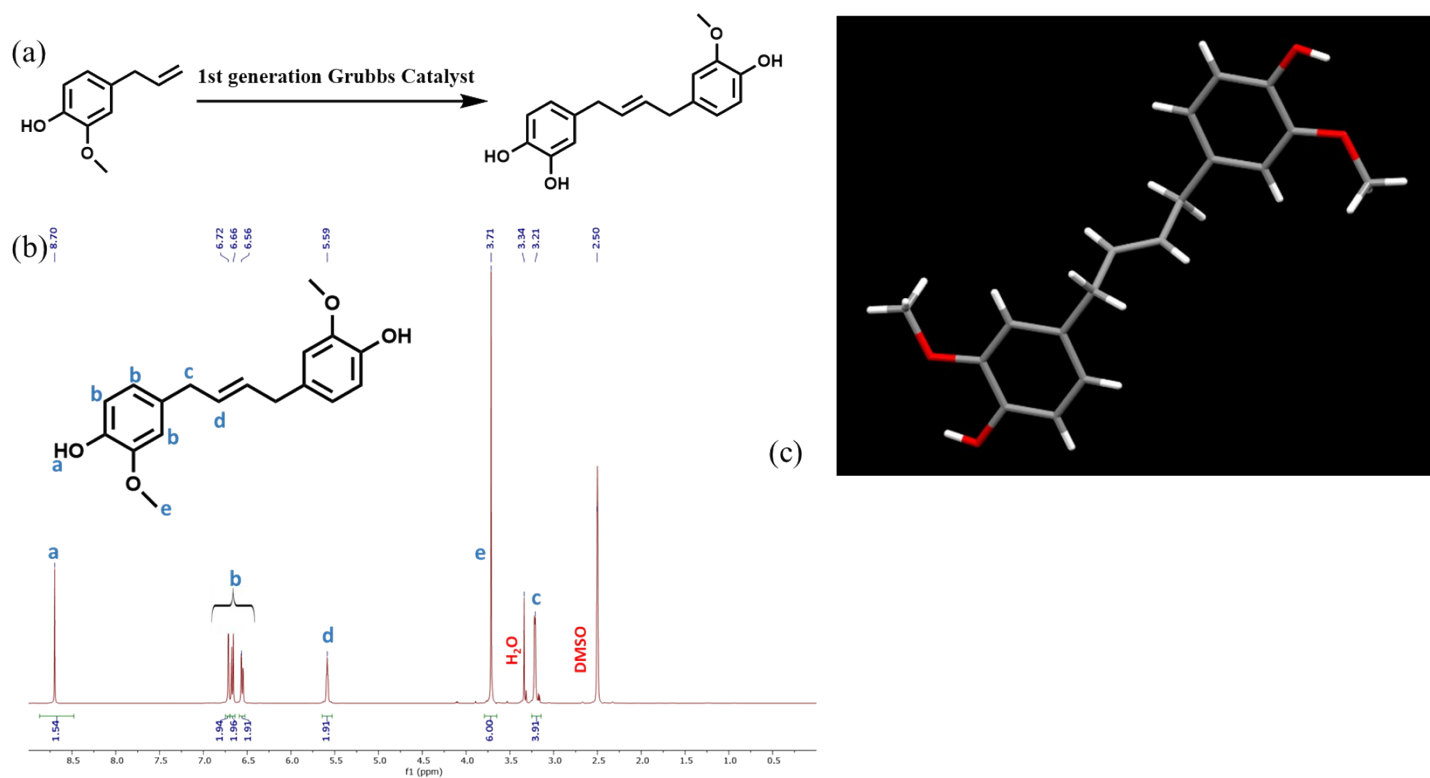 (a)
1st generation Grubbs Catalyst
HO
O
O
OH
HO
OH
(b)
8.70
6.72
6.66
6.56
5.59
3.71
3.34
3.21
2.50
O
OH
b
b
c
d
b
HO
a
O
e
(c)
a
b
d
e
H₂O
c
DMSO
1.54
1.94
1.96
1.91
1.91
6.00
3.91
8.5 8.0 7.5 7.0 6.5 6.0 5.5 5.0 4.5 4.0 3.5 3.0 2.5 2.0 1.5 1.0 0.5 0.0
f1 (ppm)